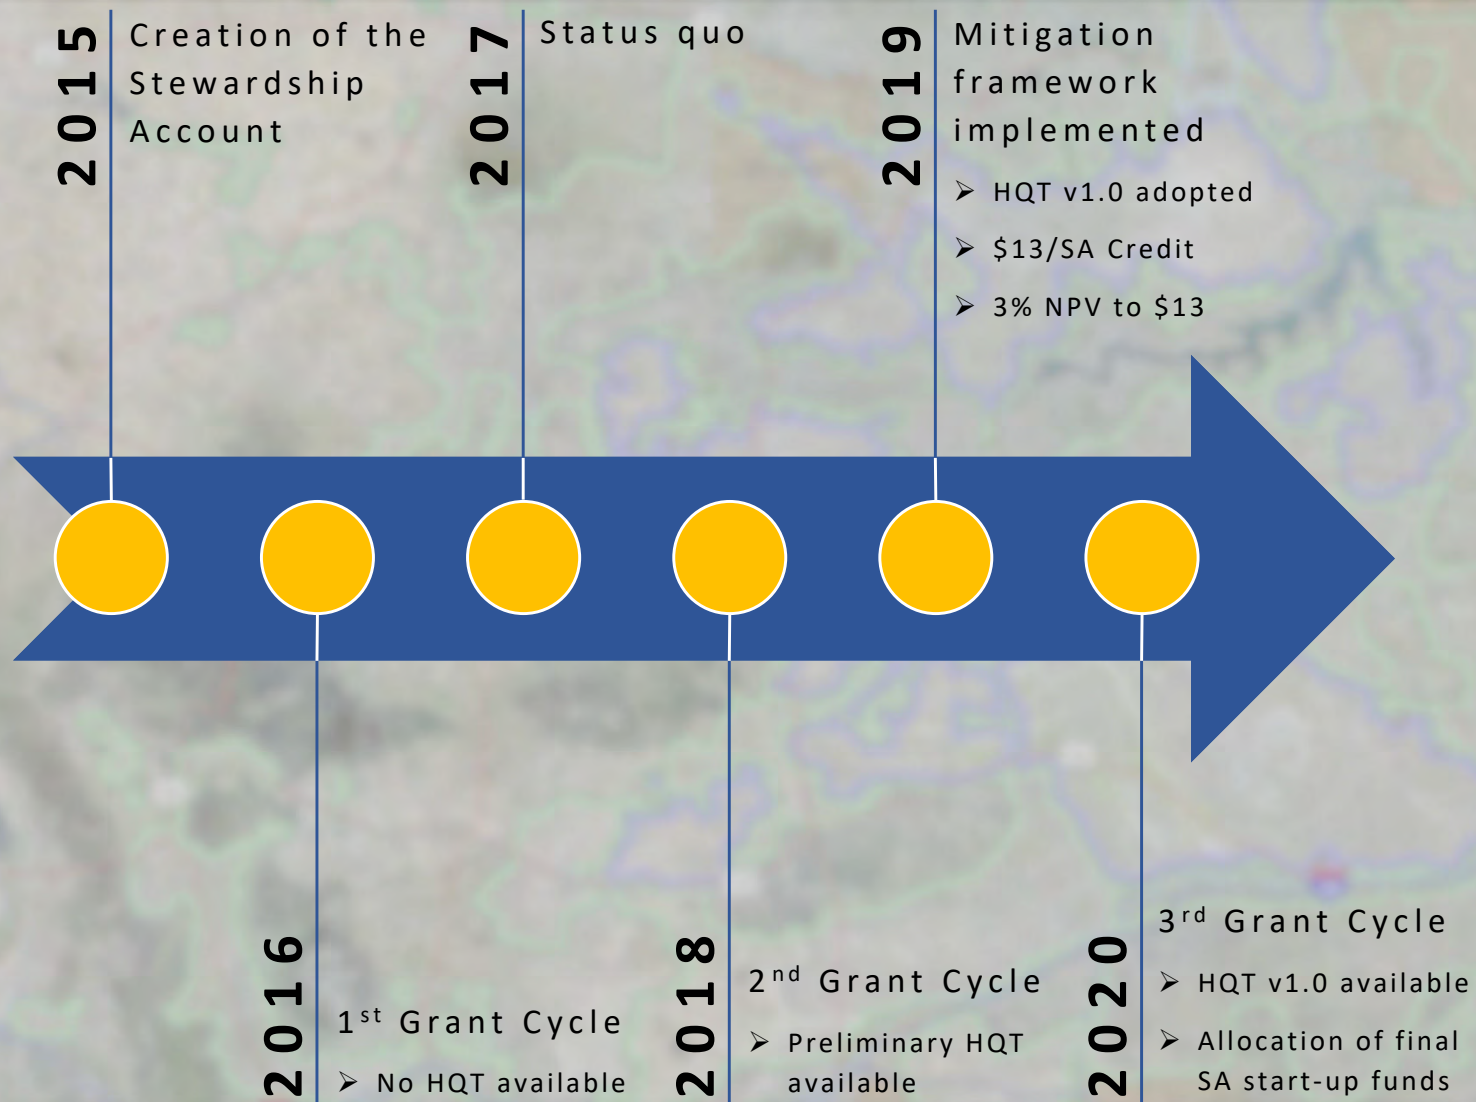 2015
Creation of the
Stewardship
Account
2017
Status quo
2019
Mitigation
framework
implemented
➢ HQT v1.0 adopted
➢ $13/SA Credit
➢ 3% NPV to $13
2016
1st Grant Cycle
➢ No HQT available
2018
2nd Grant Cycle
➢ Preliminary HQT
available
2020
3rd Grant Cycle
➢ HQT v1.0 available
➢ Allocation of final
SA start-up funds